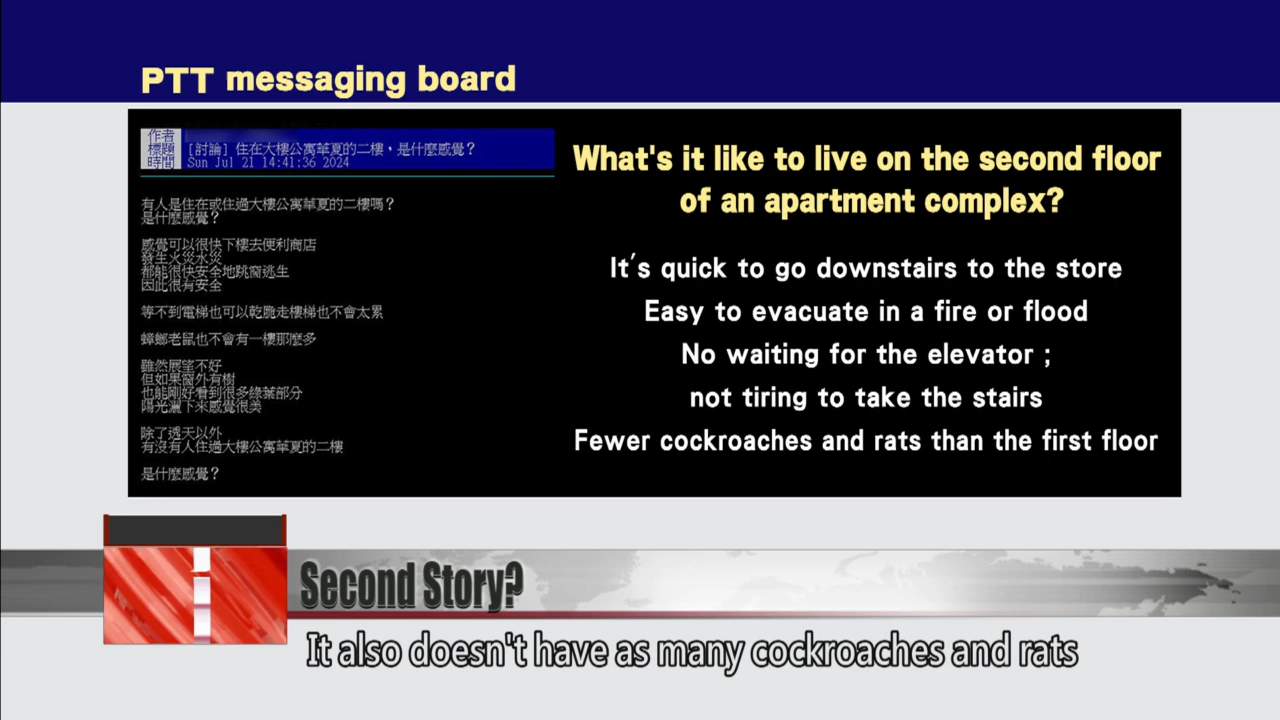 PTT messaging board
作者
標題 [討論] 住在大樓公寓華夏的二樓，是什麼感覺？
時間 Sun Jul 21 14:41:36 2024
有人是住在或住過大樓公寓華夏的二樓嗎？
是什麼感覺？
感覺可以很快下樓去便利商店
發生火災水災
都能很快安全地跳窗逃生
因此很有安全
等不到電梯也可以乾脆走樓梯也不會太累
蟑螂老鼠也不會有一樓那麼多
雖然展望不好
但如果窗外有樹
也能剛好看到很多綠葉部分
陽光灑下來感覺很美
除了透天以外
有沒有人住過大樓公寓華夏的二樓
是什麼感覺？
What's it like to live on the second floor
of an apartment complex?
It's quick to go downstairs to the store
Easy to evacuate in a fire or flood
No waiting for the elevator ;
not tiring to take the stairs
Fewer cockroaches and rats than the first floor
Second Story?
It also doesn't have as many cockroaches and rats